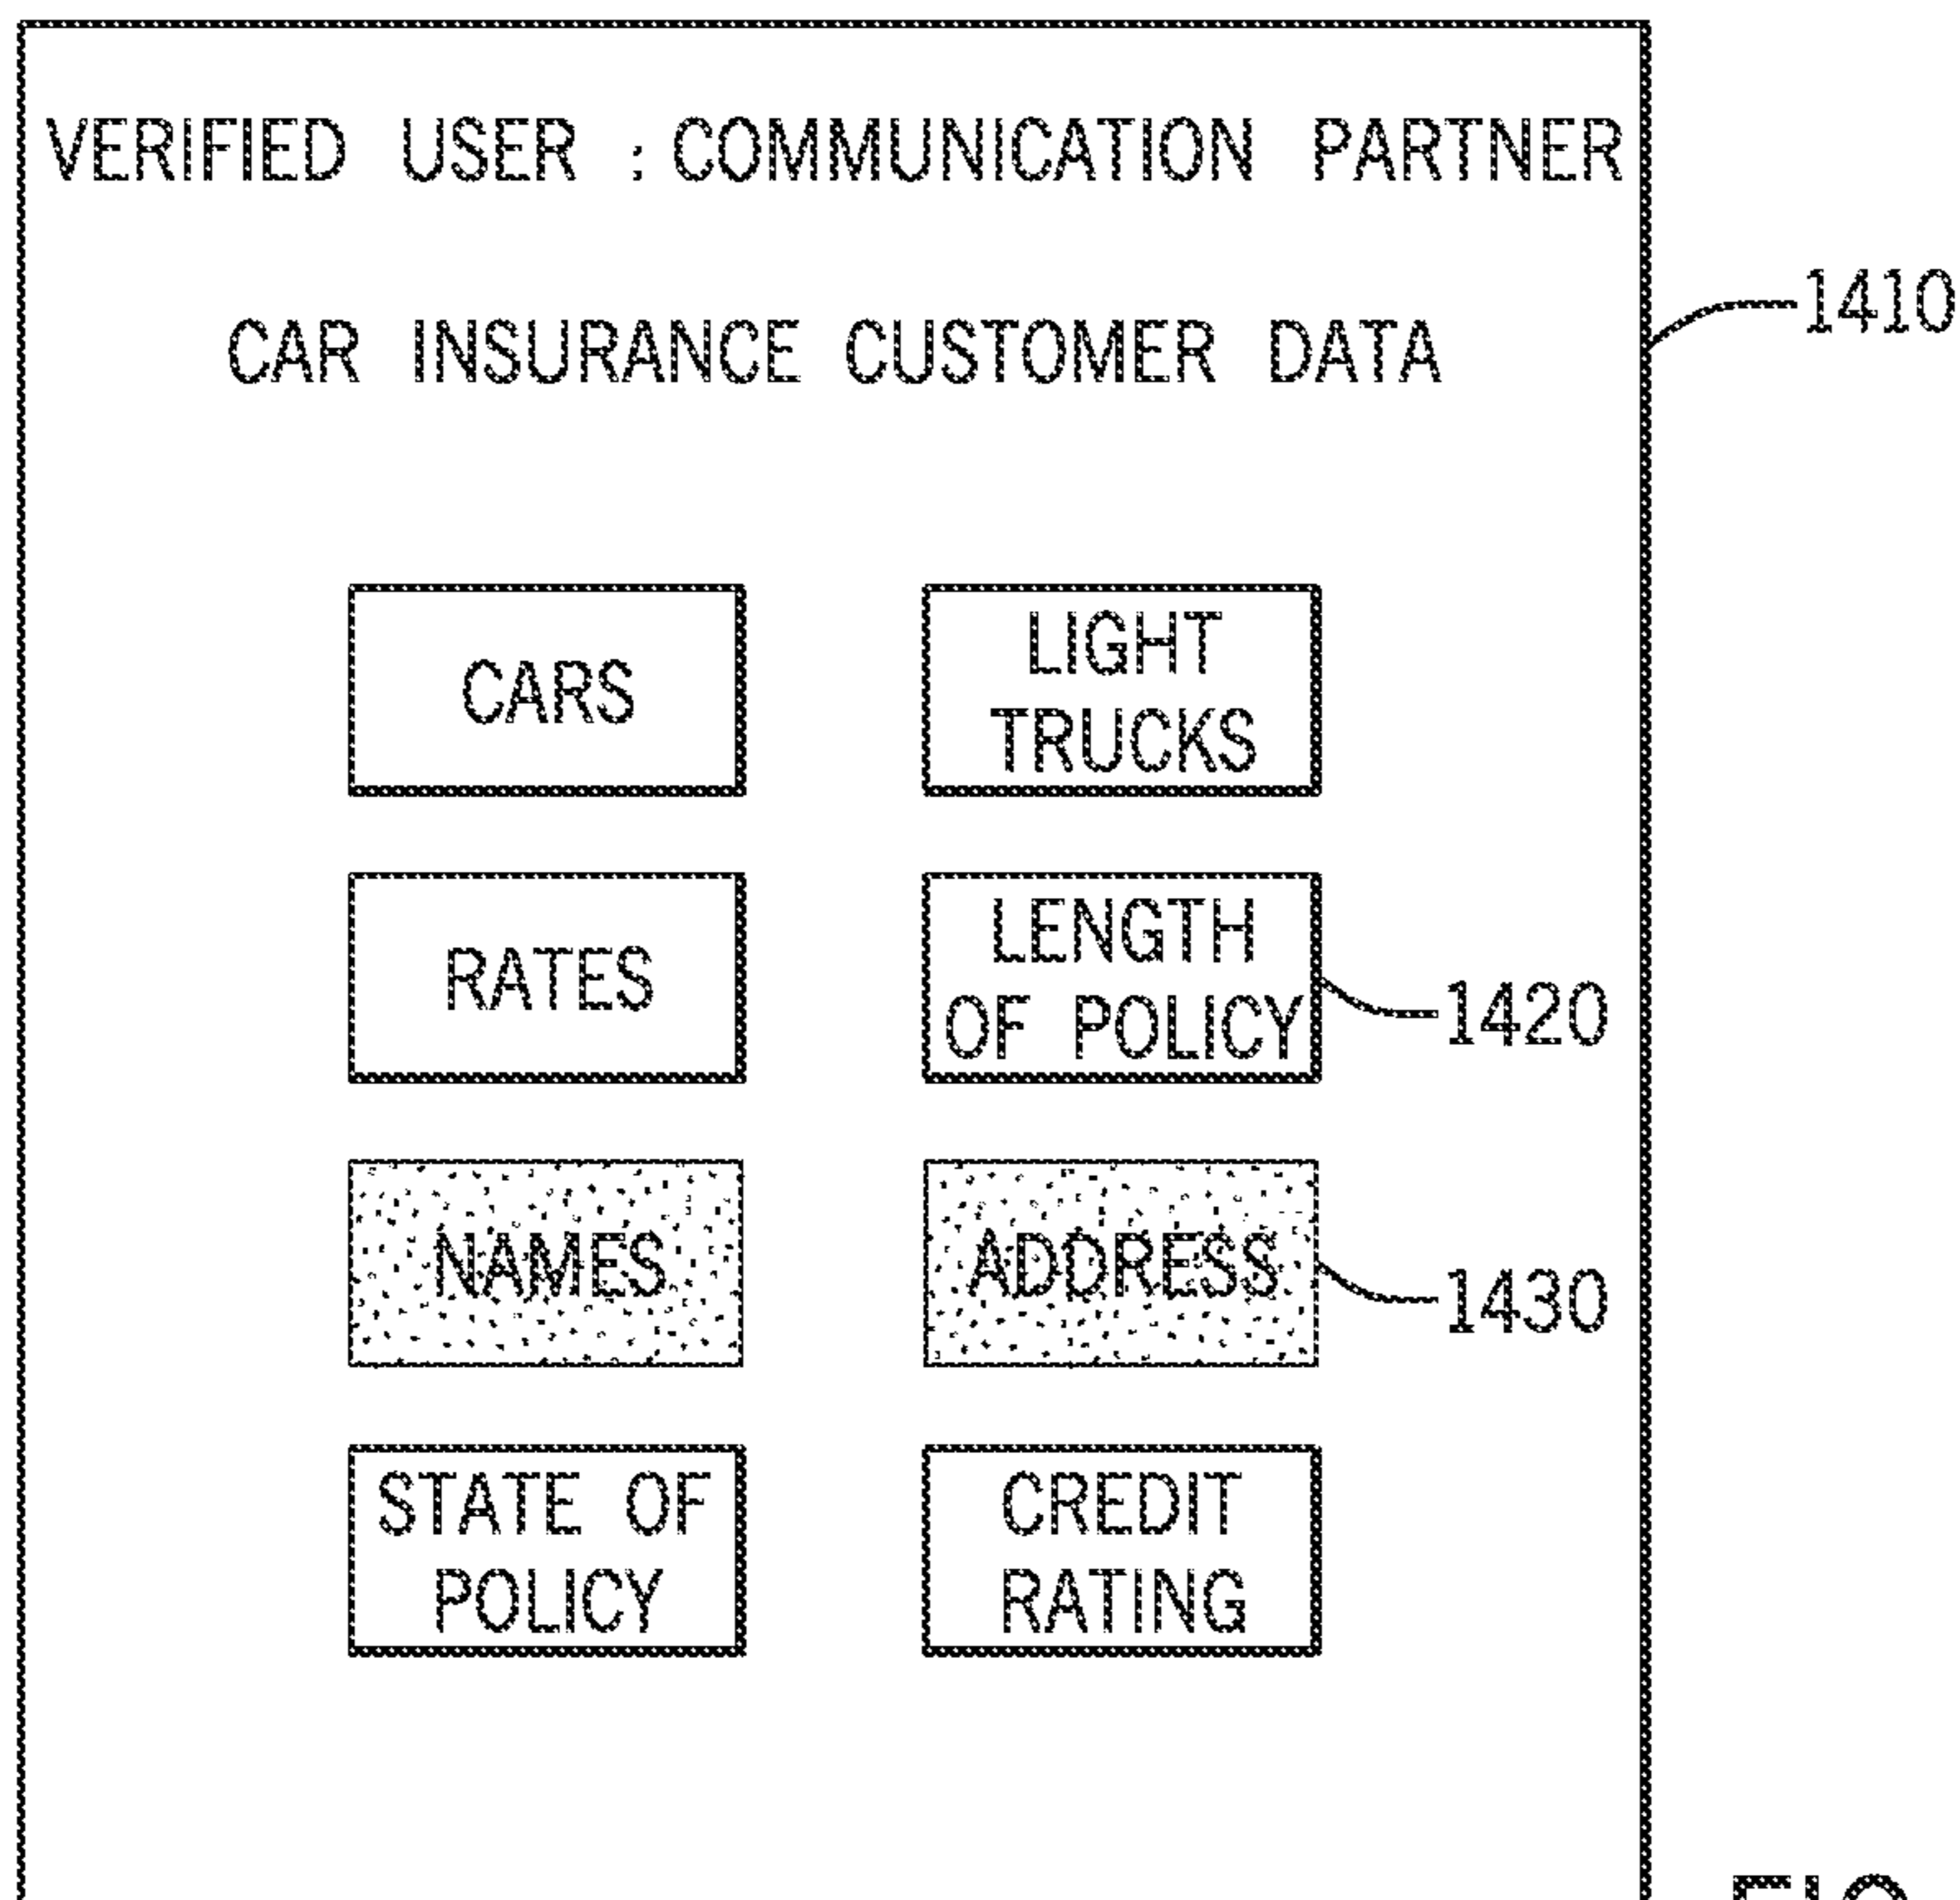 VERIFIED USER : COMMUNICATION PARTNER
1410
CAR INSURANCE CUSTOMER DATA
CARS
LIGHT
TRUCKS
RATES
LENGTH
OF POLICY
1420
NAMES
ADDRESS
1430
STATE OF
POLICY
CREDIT
RATING